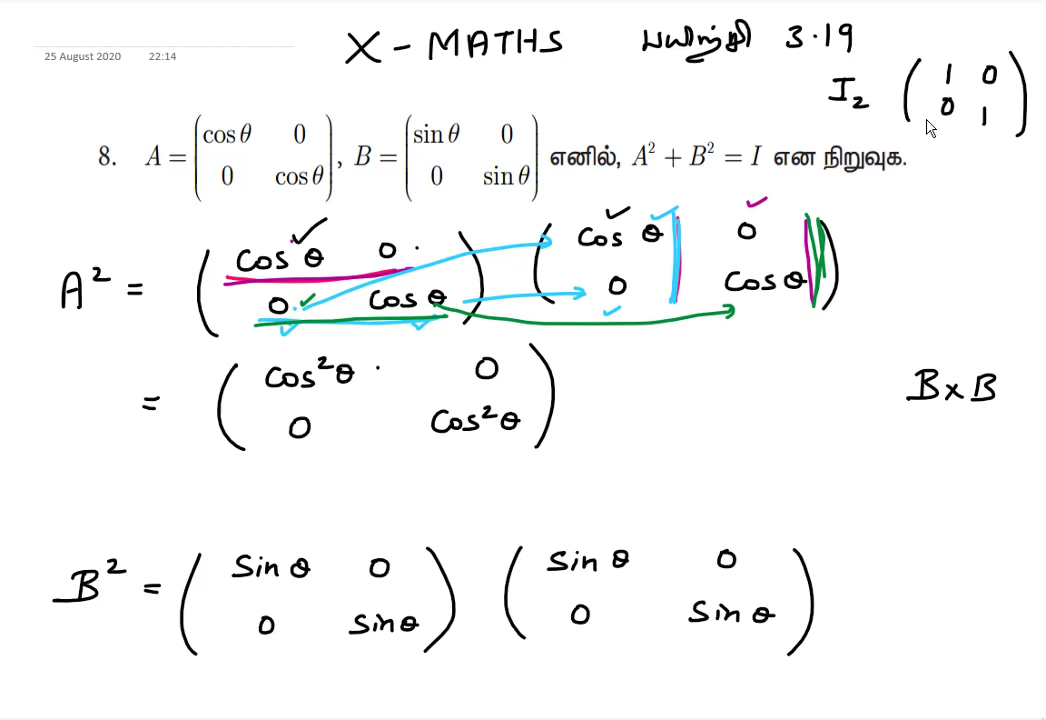 25 August 2020 22:14
X - MATHS பயிற்சி 3.19
I₂ ( 1 0
0 1 )
8. A = ( cos θ 0
0 cos θ ) , B = ( sin θ 0
0 sin θ ) எனில், A² + B² = I என நிறுவுக.
A² = ( cos θ 0
0 cos θ ) ( cos θ 0
0 cos θ )
= ( cos²θ 0
0 cos²θ )
B × B
B² = ( sin θ 0
0 sin θ ) ( sin θ 0
0 sin θ )